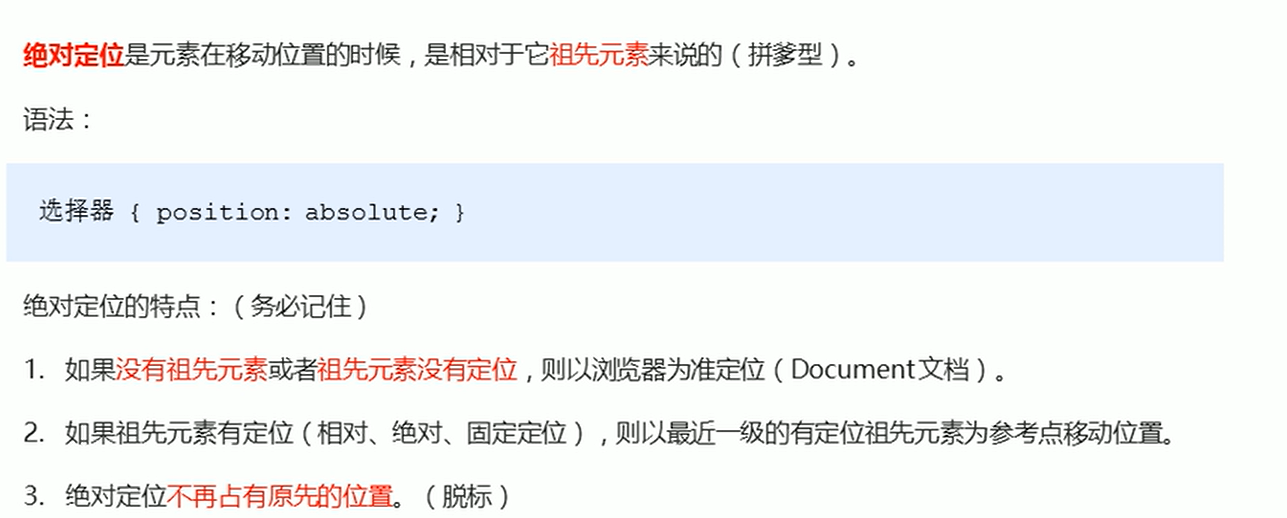 绝对定位是元素在移动位置的时候，是相对于它祖先元素来说的（拼爹型）。
语法：
选择器 { position: absolute; }
绝对定位的特点：（务必记住）
1. 如果没有祖先元素或者祖先元素没有定位，则以浏览器为准定位（Document文档）。
2. 如果祖先元素有定位（相对、绝对、固定定位），则以最近一级的有定位祖先元素为参考点移动位置。
3. 绝对定位不再占有原先的位置。（脱标）